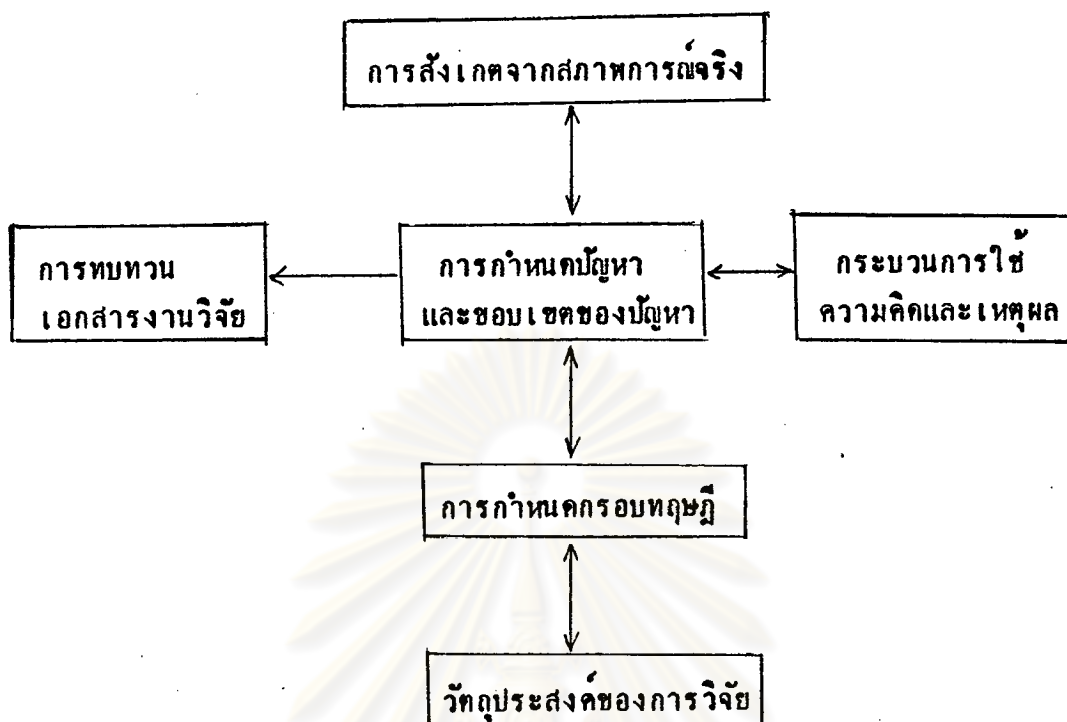 การสังเกตจากสภาพการณ์จริง
การทบทวน
เอกสารงานวิจัย
การกำหนดปัญหา
และขอบเขตของปัญหา
กระบวนการใช้
ความคิดและเหตุผล
การกำหนดกรอบทฤษฎี
วัตถุประสงค์ของการวิจัย